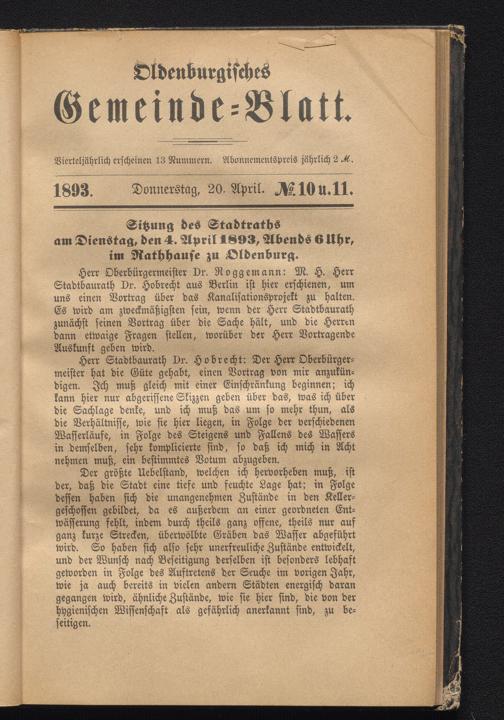 Oldenburgisches
Gemeinde-Blatt.
Vierteljährlich erscheinen 13 Nummern. Abonnementspreis jährlich 2 M.
1893. Donnerstag, 20. April. № 10 u. 11.
Sitzung des Stadtraths
am Dienstag, den 4. April 1893, Abends 6 Uhr,
im Rathhause zu Oldenburg.
Herr Oberbürgermeister Dr. Roggemann: M. H. Herr
Stadtbaurath Dr. Hobrecht aus Berlin ist hier erschienen, um
uns einen Vortrag über das Kanalisationsprojekt zu halten.
Es wird am zweckmäßigsten sein, wenn der Herr Stadtbaurath
zunächst seinen Vortrag über die Sache hält, und die Herren
dann etwaige Fragen stellen, worüber der Herr Vortragende
Auskunft geben wird.
Herr Stadtbaurath Dr. Hobrecht: Der Herr Oberbürger-
meister hat die Güte gehabt, einen Vortrag von mir anzukün-
digen. Ich muß gleich mit einer Einschränkung beginnen; ich
kann hier nur abgerissene Skizzen geben über das, was ich über
die Sachlage denke, und ich muß das um so mehr thun, als
die Verhältnisse, wie sie hier liegen, in Folge der verschiedenen
Wasserläufe, in Folge des Steigens und Fallens des Wassers
in demselben, sehr komplicirte sind, so daß ich mich in Acht
nehmen muß, ein bestimmtes Votum abzugeben.
Der größte Uebelstand, welchen ich hervorheben muß, ist
der, daß die Stadt eine tiefe und feuchte Lage hat; in Folge
dessen haben sich die unangenehmen Zustände in den Keller-
geschossen gebildet, da es außerdem an einer geordneten Ent-
wässerung fehlt, indem durch theils ganz offene, theils nur auf
ganz kurze Strecken, überwölbte Gräben das Wasser abgeführt
wird. So haben sich also sehr unerfreuliche Zustände entwickelt,
und der Wunsch nach Beseitigung derselben ist besonders lebhaft
geworden in Folge des Auftretens der Seuche im vorigen Jahr,
wie ja auch bereits in vielen andern Städten energisch daran
gegangen wird, ähnliche Zustände, wie sie hier sind, die von der
hygienischen Wissenschaft als gefährlich anerkannt sind, zu be-
seitigen.